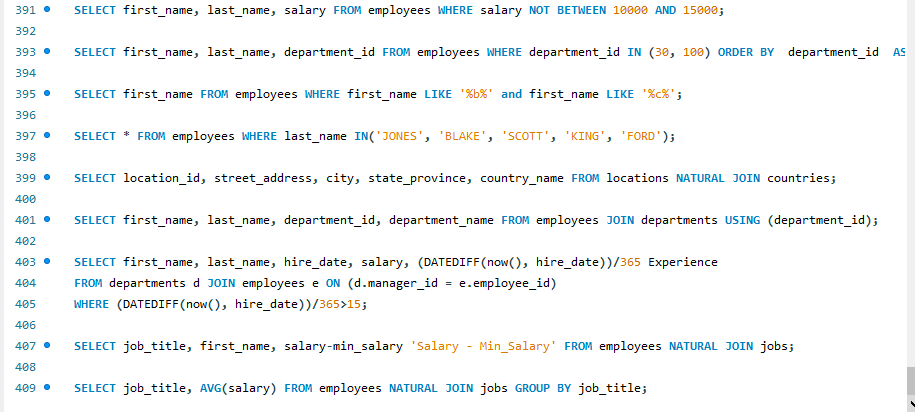 391 SELECT first_name, last_name, salary FROM employees WHERE salary NOT BETWEEN 10000 AND 15000;
392
393 SELECT first_name, last_name, department_id FROM employees WHERE department_id IN (30, 100) ORDER BY  department_id  AS
394
395 SELECT first_name FROM employees WHERE first_name LIKE '%b%' and first_name LIKE '%c%';
396
397 SELECT * FROM employees WHERE last_name IN('JONES', 'BLAKE', 'SCOTT', 'KING', 'FORD');
398
399 SELECT location_id, street_address, city, state_province, country_name FROM locations NATURAL JOIN countries;
400
401 SELECT first_name, last_name, department_id, department_name FROM employees JOIN departments USING (department_id);
402
403 SELECT first_name, last_name, hire_date, salary, (DATEDIFF(now(), hire_date))/365 Experience
404 FROM departments d JOIN employees e ON (d.manager_id = e.employee_id)
405 WHERE (DATEDIFF(now(), hire_date))/365>15;
406
407 SELECT job_title, first_name, salary-min_salary 'Salary - Min_Salary' FROM employees NATURAL JOIN jobs;
408
409 SELECT job_title, AVG(salary) FROM employees NATURAL JOIN jobs GROUP BY job_title;